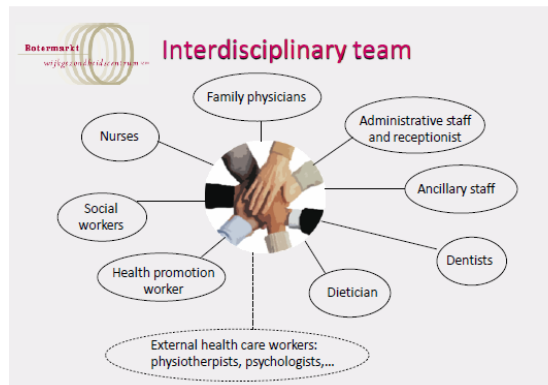 Botermarkt
wijkgezondheidscentrum vzw
Interdisciplinary team
Family physicians
Administrative staff
and receptionist
Nurses
Ancillary staff
Social
workers
Dentists
Health promotion
worker
Dietician
External health care workers:
physiotherpists, psychologists,...